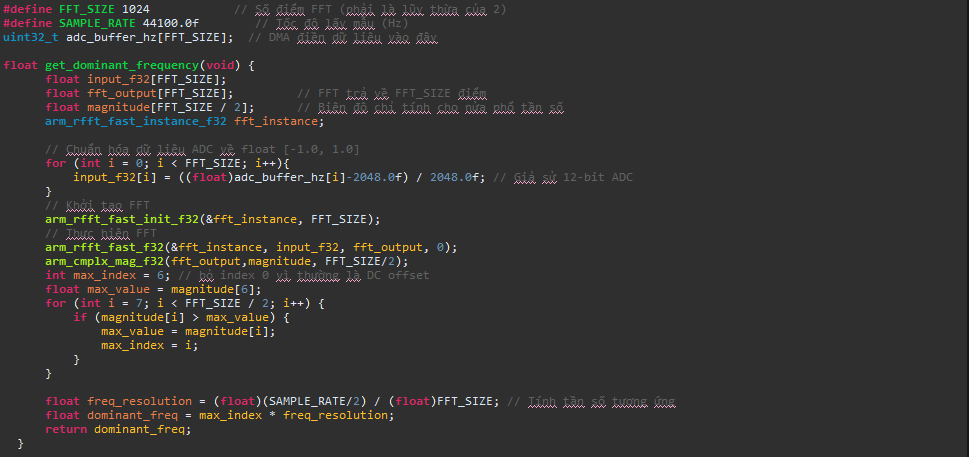 #define FFT_SIZE 1024 // Số điểm FFT (phải là lũy thừa của 2)
#define SAMPLE_RATE 44100.0f // Tốc độ lấy mẫu (Hz)
uint32_t adc_buffer_hz[FFT_SIZE]; // DMA điền dữ liệu vào đây
float get_dominant_frequency(void) {
float input_f32[FFT_SIZE];
float fft_output[FFT_SIZE]; // FFT trả về FFT_SIZE điểm
float magnitude[FFT_SIZE / 2]; // Biên độ chỉ tính cho nửa phổ tần số
arm_rfft_fast_instance_f32 fft_instance;
// Chuẩn hóa dữ liệu ADC về float [-1.0, 1.0]
for (int i = 0; i < FFT_SIZE; i++){
input_f32[i] = ((float)adc_buffer_hz[i]-2048.0f) / 2048.0f; // Giả sử 12-bit ADC
}
// Khởi tạo FFT
arm_rfft_fast_init_f32(&fft_instance, FFT_SIZE);
// Thực hiện FFT
arm_rfft_fast_f32(&fft_instance, input_f32, fft_output, 0);
arm_cmplx_mag_f32(fft_output,magnitude, FFT_SIZE/2);
int max_index = 6; // bỏ index 0 vì thường là DC offset
float max_value = magnitude[6];
for (int i = 7; i < FFT_SIZE / 2; i++) {
if (magnitude[i] > max_value) {
max_value = magnitude[i];
max_index = i;
}
}
float freq_resolution = (float)(SAMPLE_RATE/2) / (float)FFT_SIZE; // Tính tần số tương ứng
float dominant_freq = max_index * freq_resolution;
return dominant_freq;
}